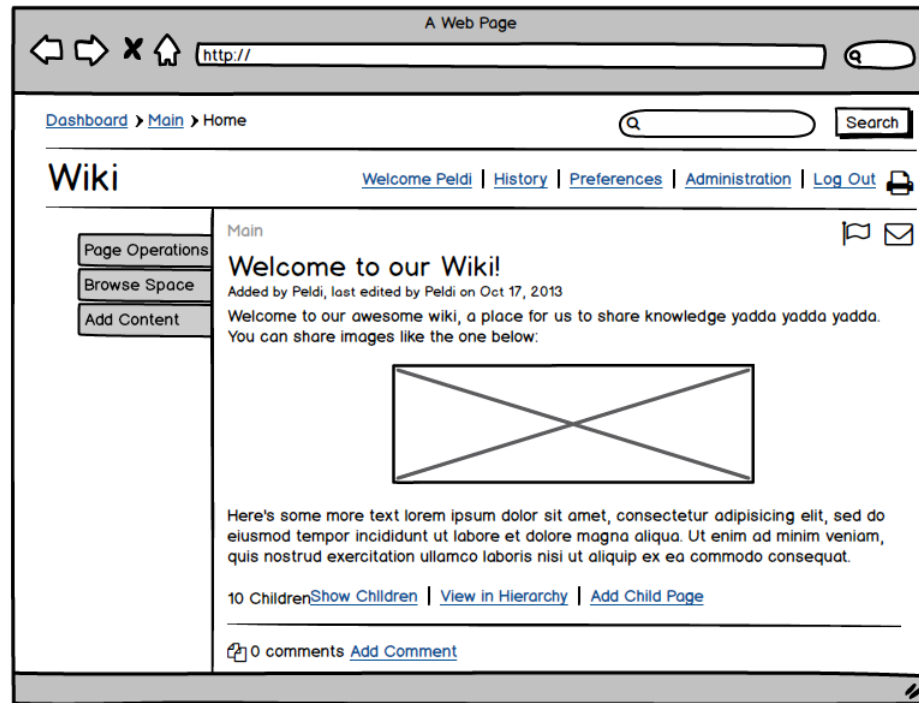 A Web Page
http://
Dashboard > Main > Home
Search
Wiki
Welcome Peldi | History | Preferences | Administration | Log Out
Page Operations
Browse Space
Add Content
Main
Welcome to our Wiki!
Added by Peldi, last edited by Peldi on Oct 17, 2013
Welcome to our awesome wiki, a place for us to share knowledge yadda yadda yadda.
You can share images like the one below:
Here's some more text lorem ipsum dolor sit amet, consectetur adipisicing elit, sed do
eiusmod tempor incididunt ut labore et dolore magna aliqua. Ut enim ad minim veniam,
quis nostrud exercitation ullamco laboris nisi ut aliquip ex ea commodo consequat.
10 Children Show Children | View in Hierarchy | Add Child Page
0 comments Add Comment